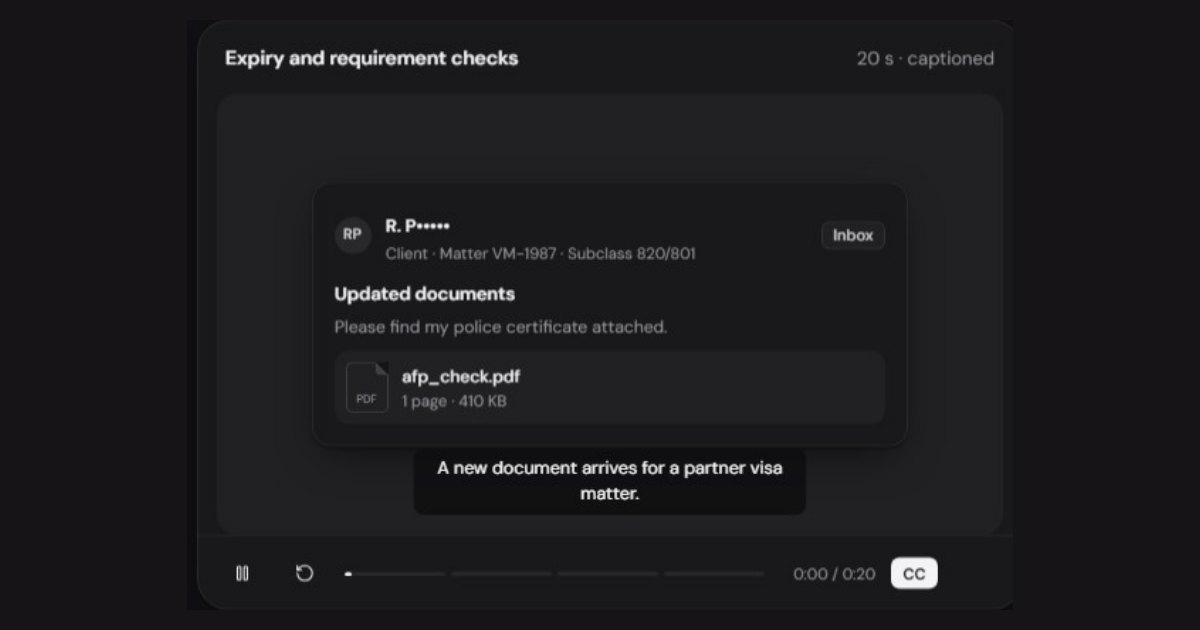 Expiry and requirement checks
20 s · captioned
RP
R. P•••••
Client · Matter VM-1987 · Subclass 820/801
Inbox
Updated documents
Please find my police certificate attached.
PDF
afp_check.pdf
1 page · 410 KB
A new document arrives for a partner visa
matter.
0:00 / 0:20
CC